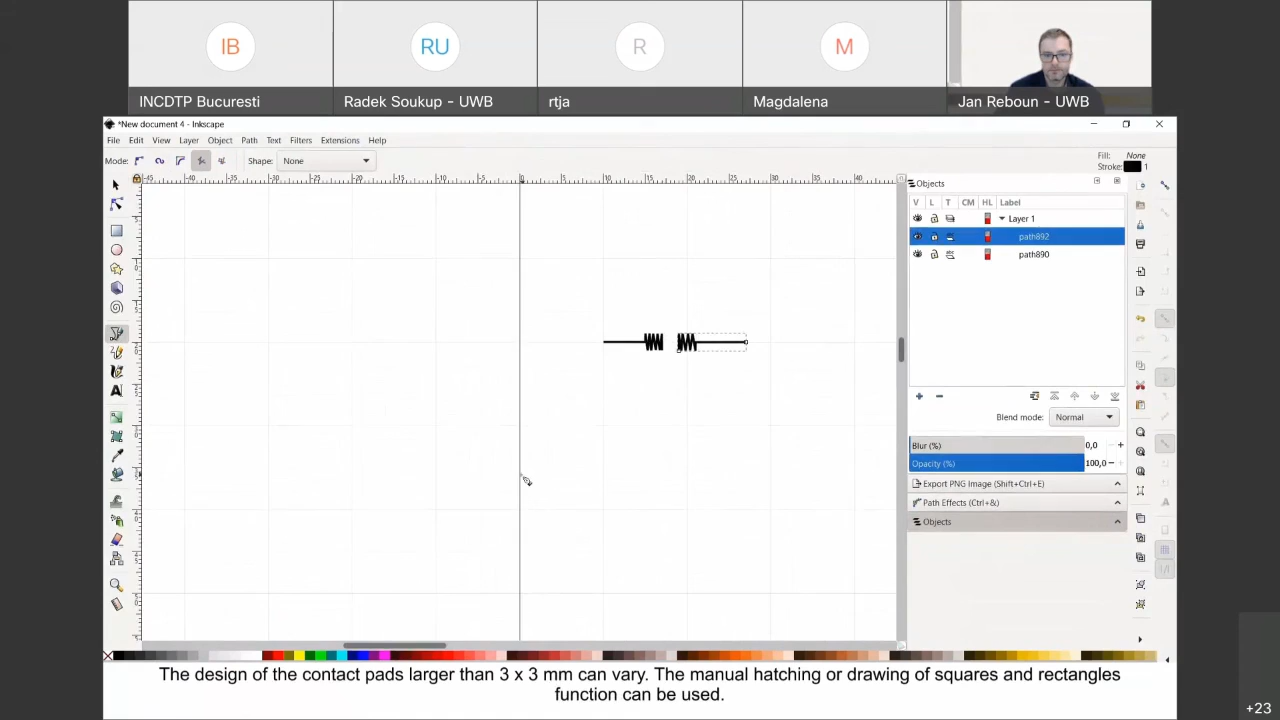 IB
RU
R
M
INCDTP Bucuresti
Radek Soukup - UWB
rtja
Magdalena
Jan Reboun - UWB
*New document 4 - Inkscape
File Edit View Layer Object Path Text Filters Extensions Help
Mode: Shape: None
Fill: None
Stroke: 1
Objects
V L T CM HL Label
Layer 1
path892
path890
Blend mode: Normal
Blur (%) 0,0
Opacity (%) 100,0
Export PNG Image (Shift+Ctrl+E)
Path Effects (Ctrl+&)
Objects
The design of the contact pads larger than 3 x 3 mm can vary. The manual hatching or drawing of squares and rectangles
function can be used.
+23